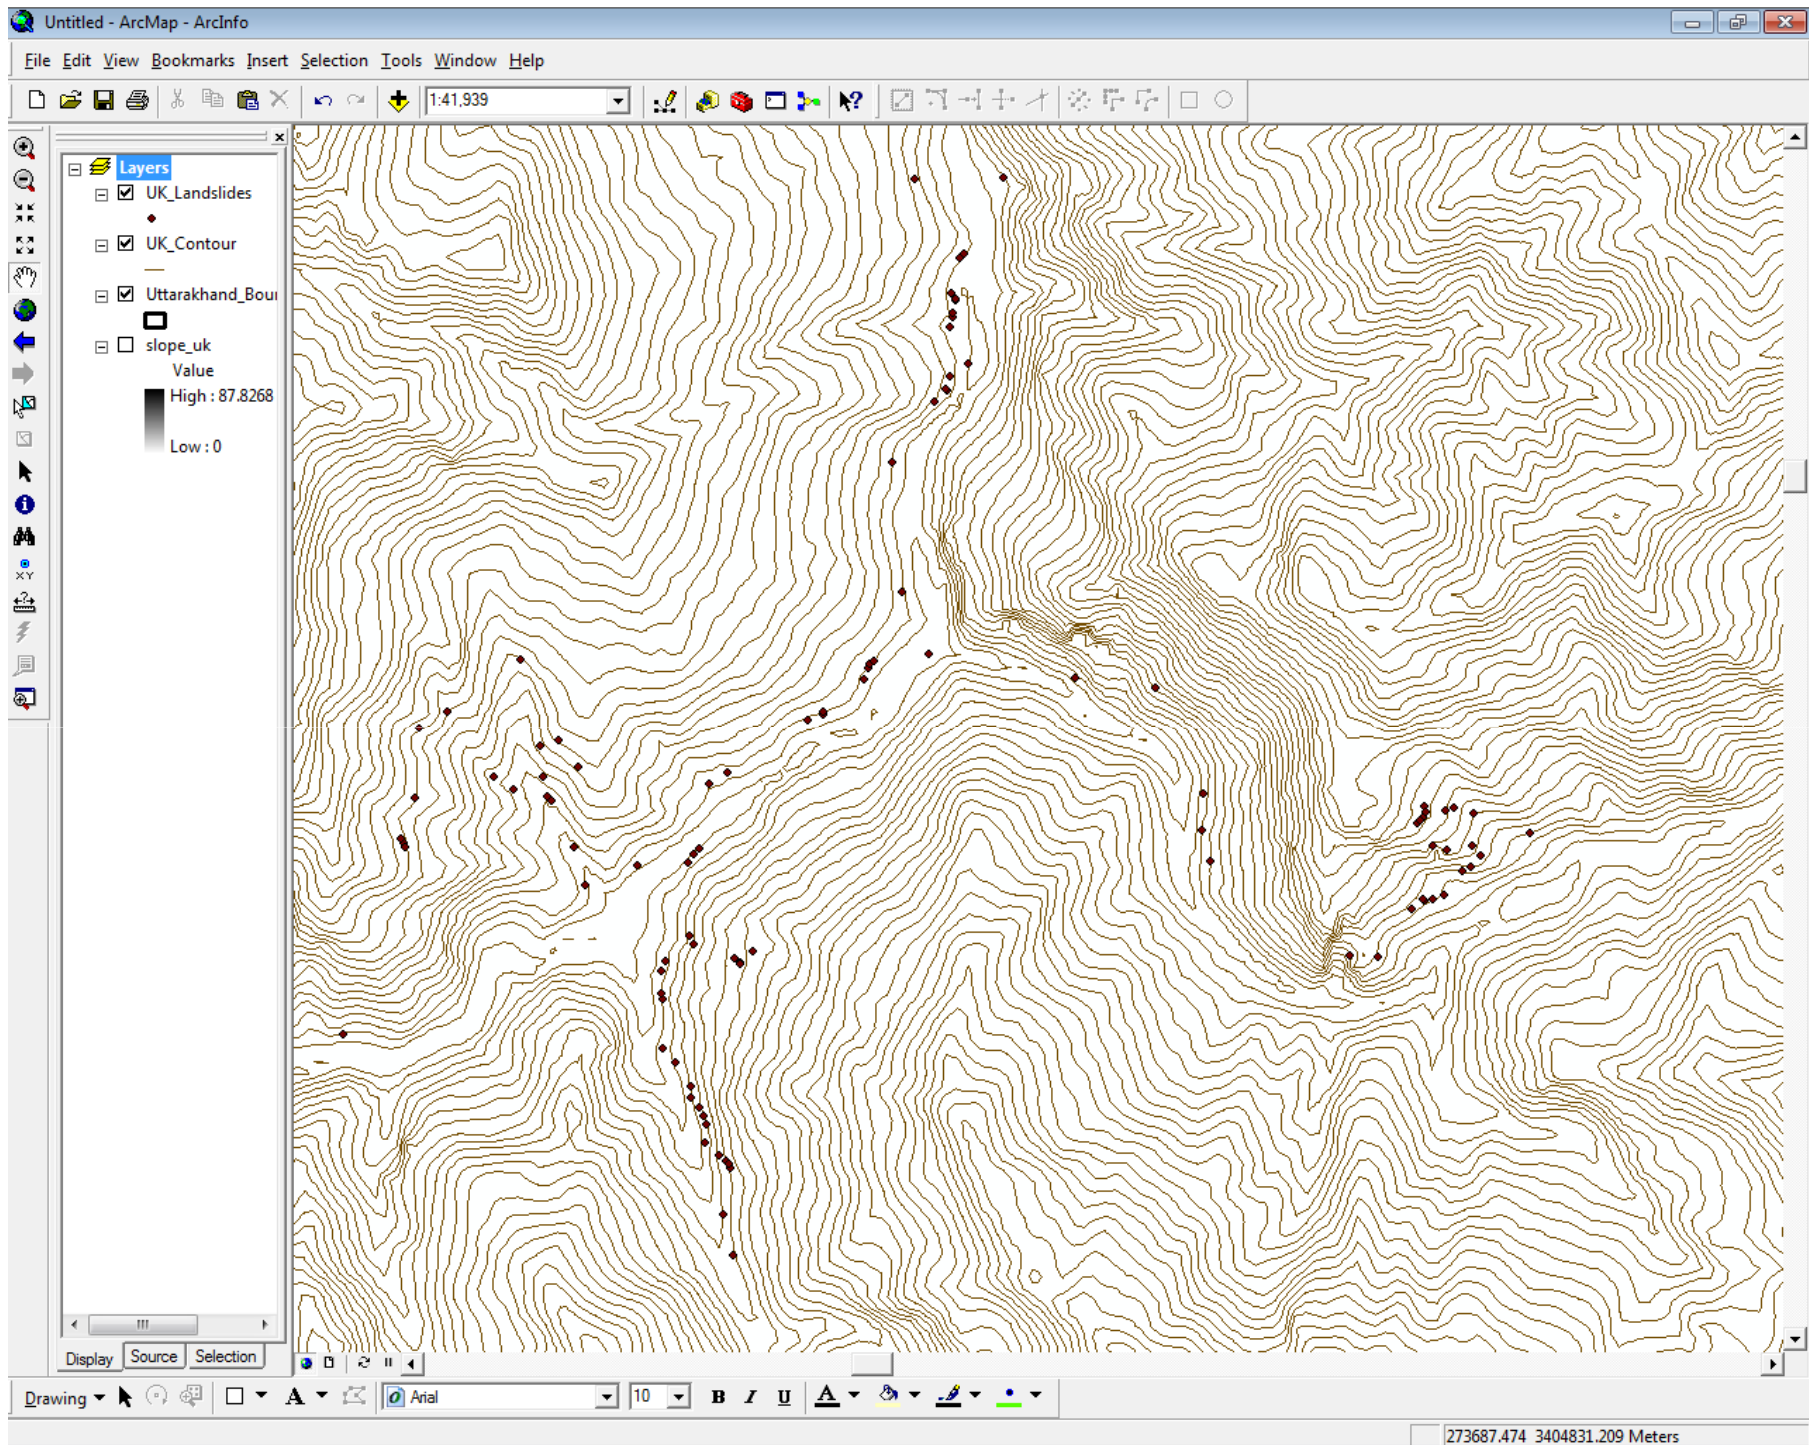 Untitled - ArcMap - ArcInfo
File Edit View Bookmarks Insert Selection Tools Window Help
1:41,939
Layers
UK_Landslides
UK_Contour
Uttarakhand_Bou
slope_uk
Value
High : 87.8268
Low : 0
XY
Display Source Selection
Drawing A Arial 10 B I U A
273687.474 3404831.209 Meters